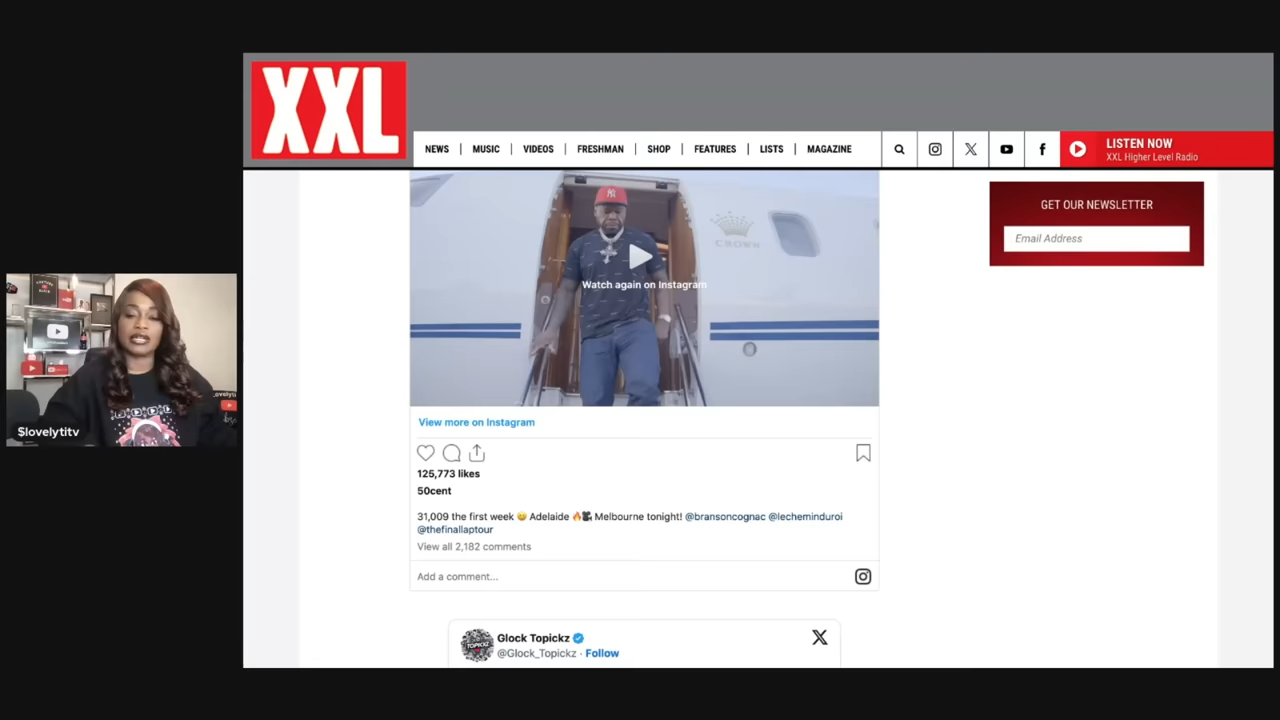 XXL
NEWS | MUSIC | VIDEOS | FREESHMAN | SHOP | FEATURES | LISTS | MAGAZINE
LISTEN NOW
XXL Higher Level Radio
GET OUR NEWSLETTER
Email Address
CROWN
Watch again on Instagram
View more on Instagram
125,773 likes
50cent
31,009 the first week 😀 Adelaide 🔥🎥 Melbourne tonight! @bransoncognac @lecheminduroi
@thefinallaptour
View all 2,182 comments
Add a comment...
Glock Topickz
@Glock_Topickz · Follow
$lovelytitv